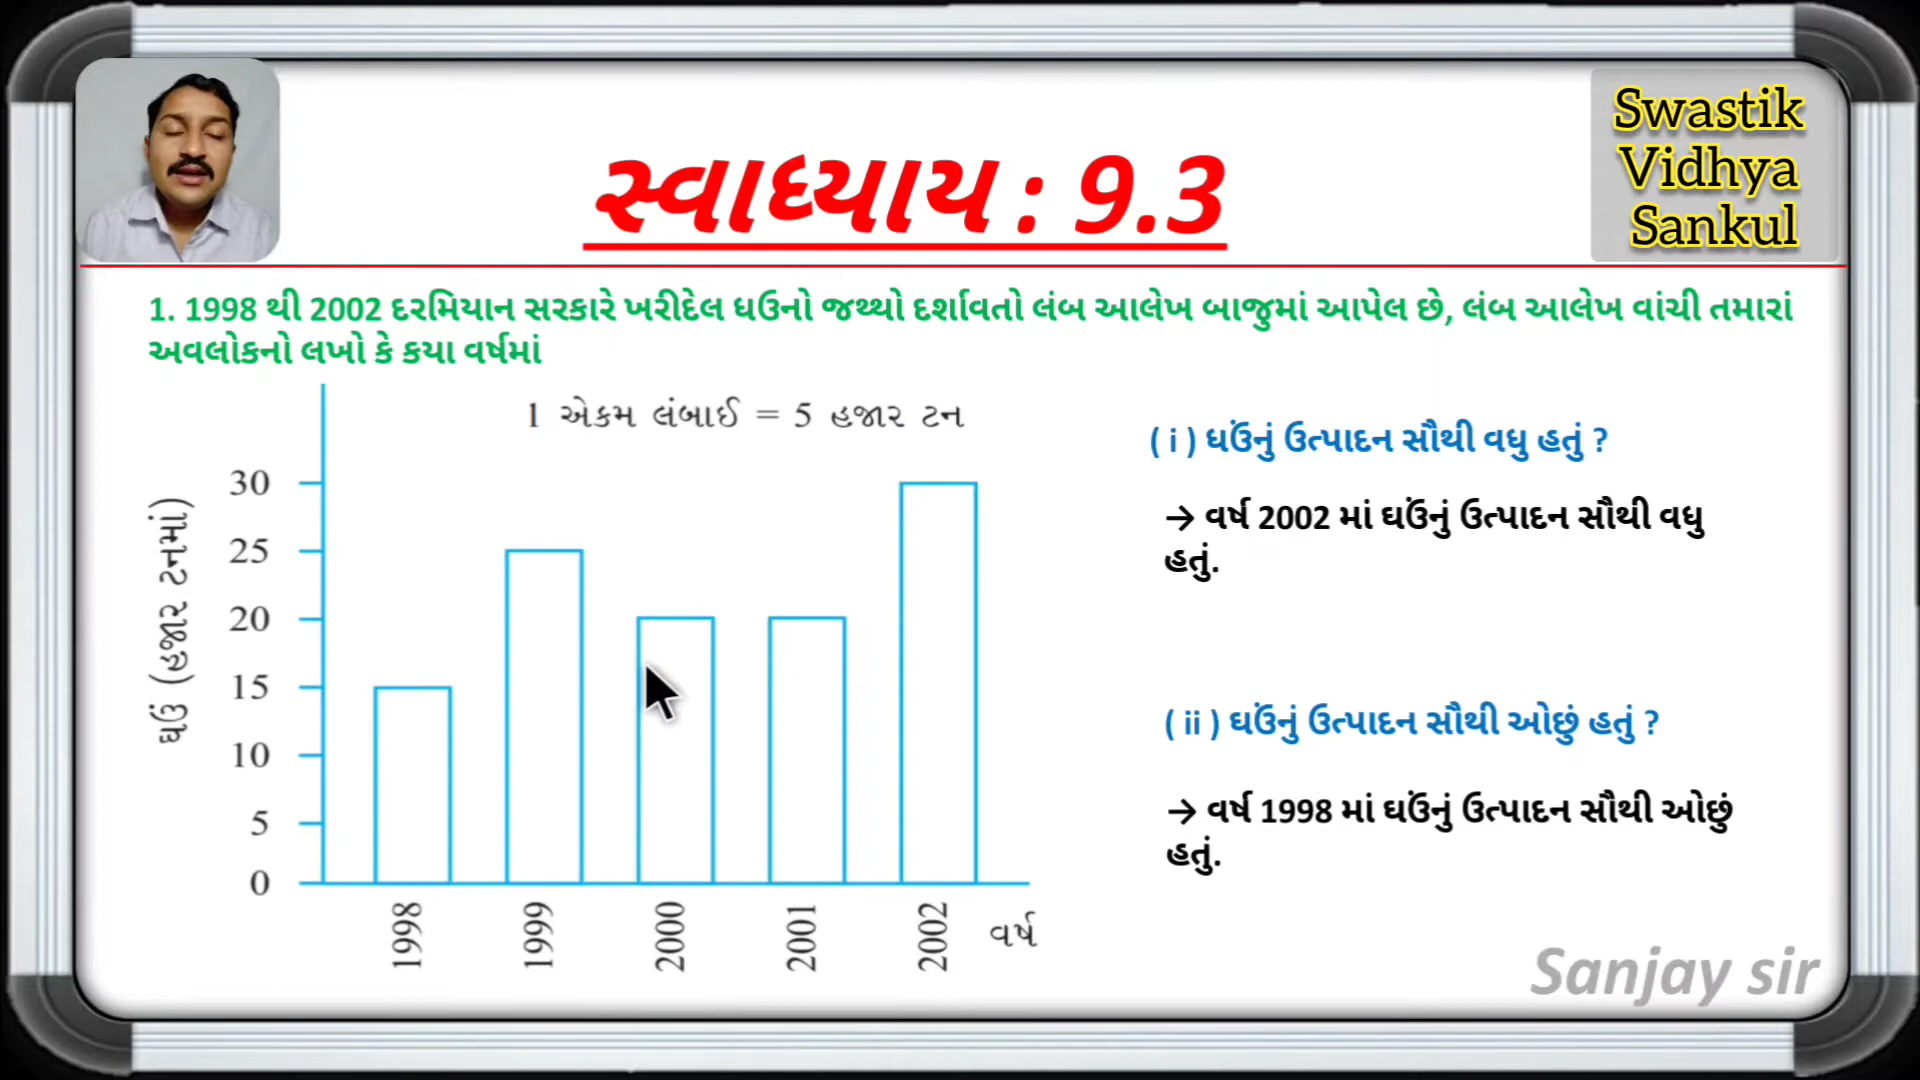 Swastik
Vidhya
Sankul
સ્વાધ્યાય : 9.3
1. 1998 થી 2002 દરમિયાન સરકારે ખરીદેલ ધઉનો જથ્થો દર્શાવતો લંબ આલેખ બાજુમાં આપેલ છે, લંબ આલેખ વાંચી તમારાં
અવલોકનો લખો કે કયા વર્ષમાં
1 એકમ લંબાઈ = 5 હજાર ટન
ઘઉં (હજાર ટનમાં)
30
25
20
15
10
5
0
1998
1999
2000
2001
2002
વર્ષ
( i ) ધઉંનું ઉત્પાદન સૌથી વધુ હતું ?
→ વર્ષ 2002 માં ઘઉંનું ઉત્પાદન સૌથી વધુ
હતું.
( ii ) ઘઉંનું ઉત્પાદન સૌથી ઓછું હતું ?
→ વર્ષ 1998 માં ઘઉંનું ઉત્પાદન સૌથી ઓછું
હતું.
Sanjay sir